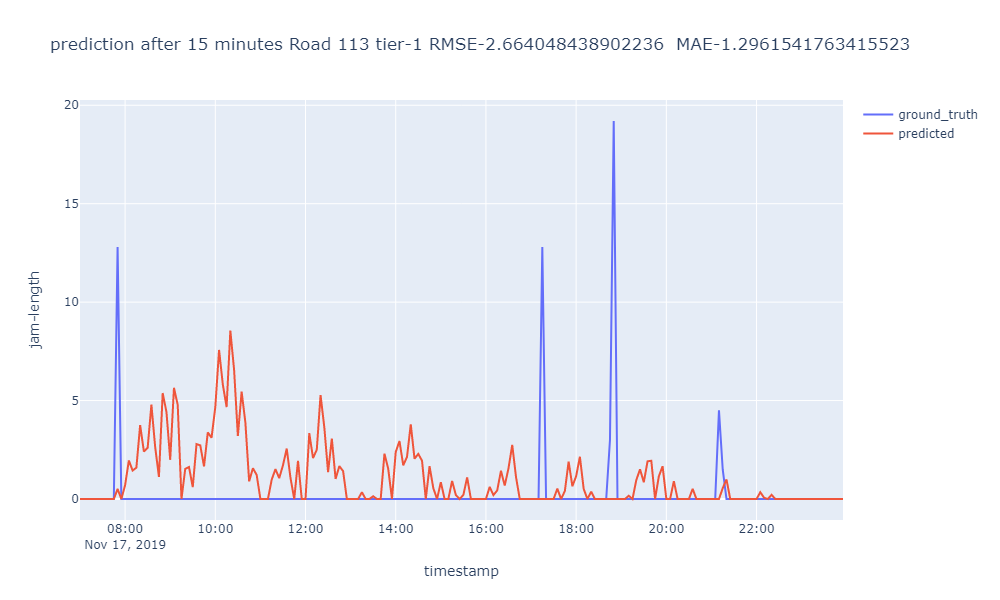 prediction after 15 minutes Road 113 tier-1 RMSE-2.664048438902236 MAE-1.2961541763415523
ground_truth
predicted
20
15
10
5
0
jam-length
08:00 10:00 12:00 14:00 16:00 18:00 20:00 22:00
Nov 17, 2019
timestamp